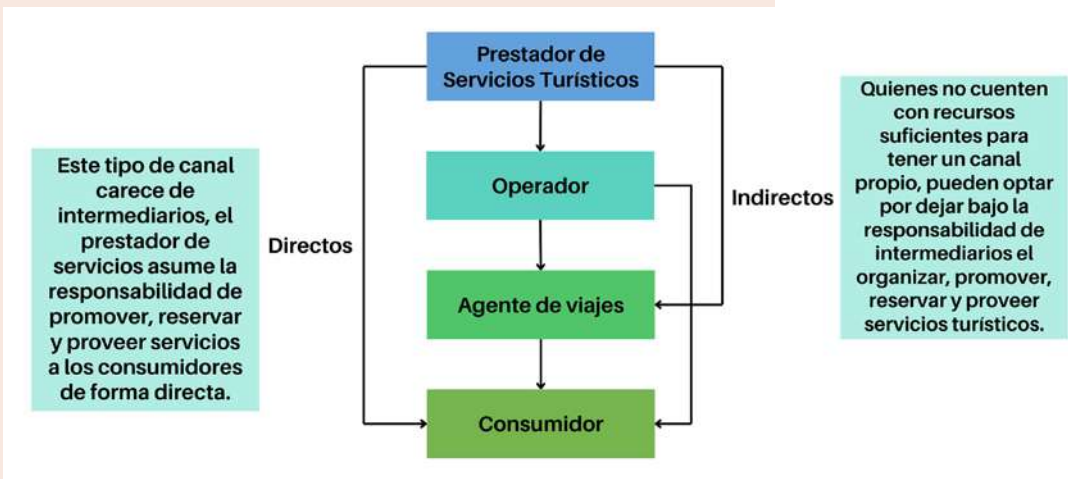 Prestador de
Servicios Turísticos
Operador
Agente de viajes
Consumidor
Directos
Indirectos
Este tipo de canal
carece de
intermediarios, el
prestador de
servicios asume la
responsabilidad de
promover, reservar
y proveer servicios
a los consumidores
de forma directa.
Quienes no cuenten
con recursos
suficientes para
tener un canal
propio, pueden optar
por dejar bajo la
responsabilidad de
intermediarios el
organizar, promover,
reservar y proveer
servicios turísticos.